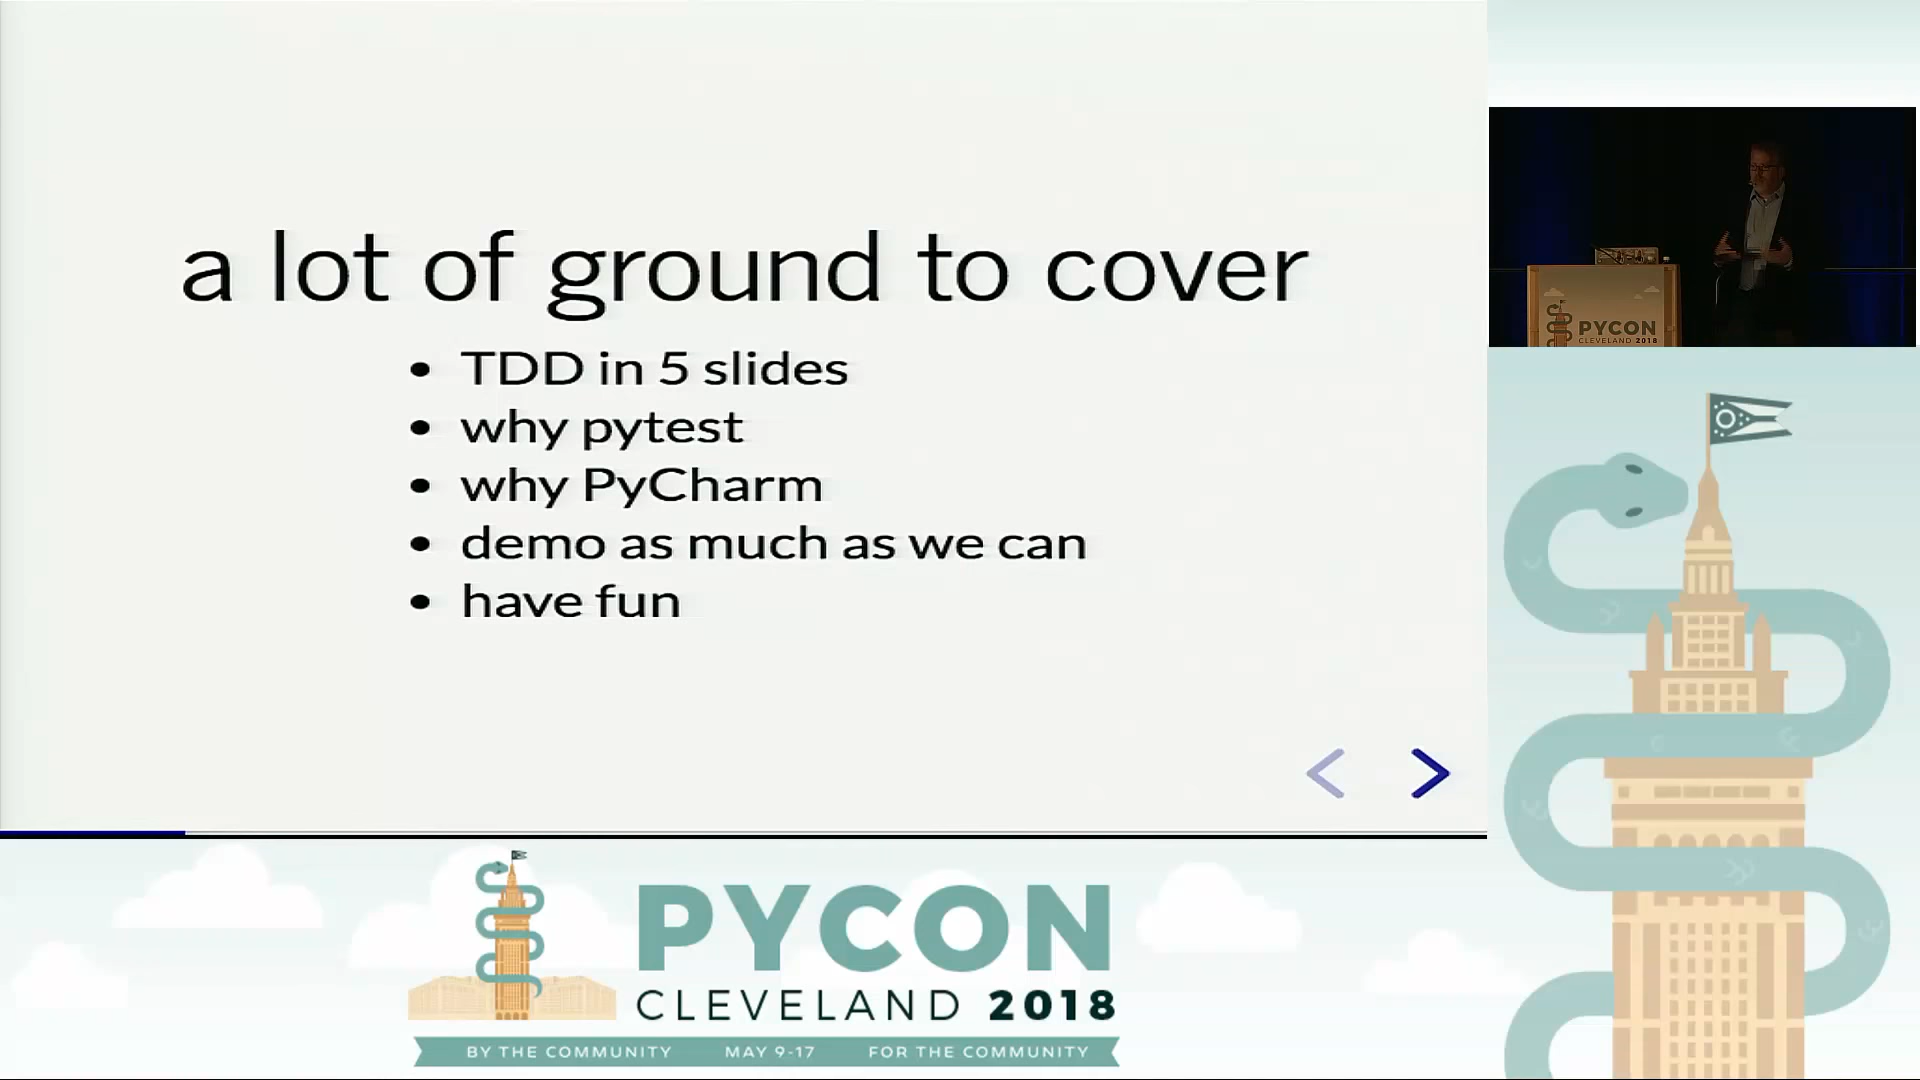 a lot of ground to cover
• TDD in 5 slides
• why pytest
• why PyCharm
• demo as much as we can
• have fun
PYCON
CLEVELAND 2018
PYCON
CLEVELAND 2018
BY THE COMMUNITY MAY 9-17 FOR THE COMMUNITY